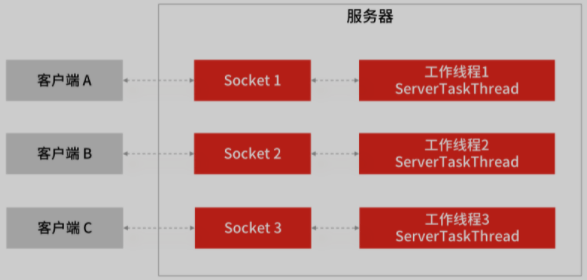 服务器
客户端 A
Socket 1
工作线程1
ServerTaskThread
客户端 B
Socket 2
工作线程2
ServerTaskThread
客户端 C
Socket 3
工作线程3
ServerTaskThread